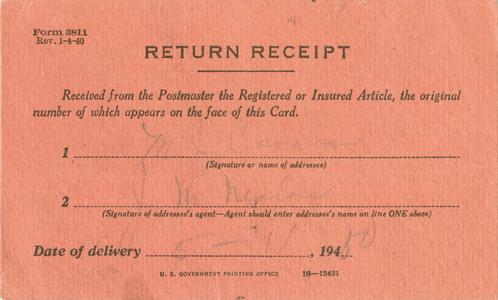 Form 3811
Rev. 1-4-40
RETURN RECEIPT
Received from the Postmaster the Registered or Insured Article, the original
number of which appears on the face of this Card.
1
(Signature or name of addressee)
2 M
(Signature of addressee's agent—Agent should enter addressee's name on line ONE above)
Date of delivery 5 — , 194
U. S. GOVERNMENT PRINTING OFFICE 16—12421